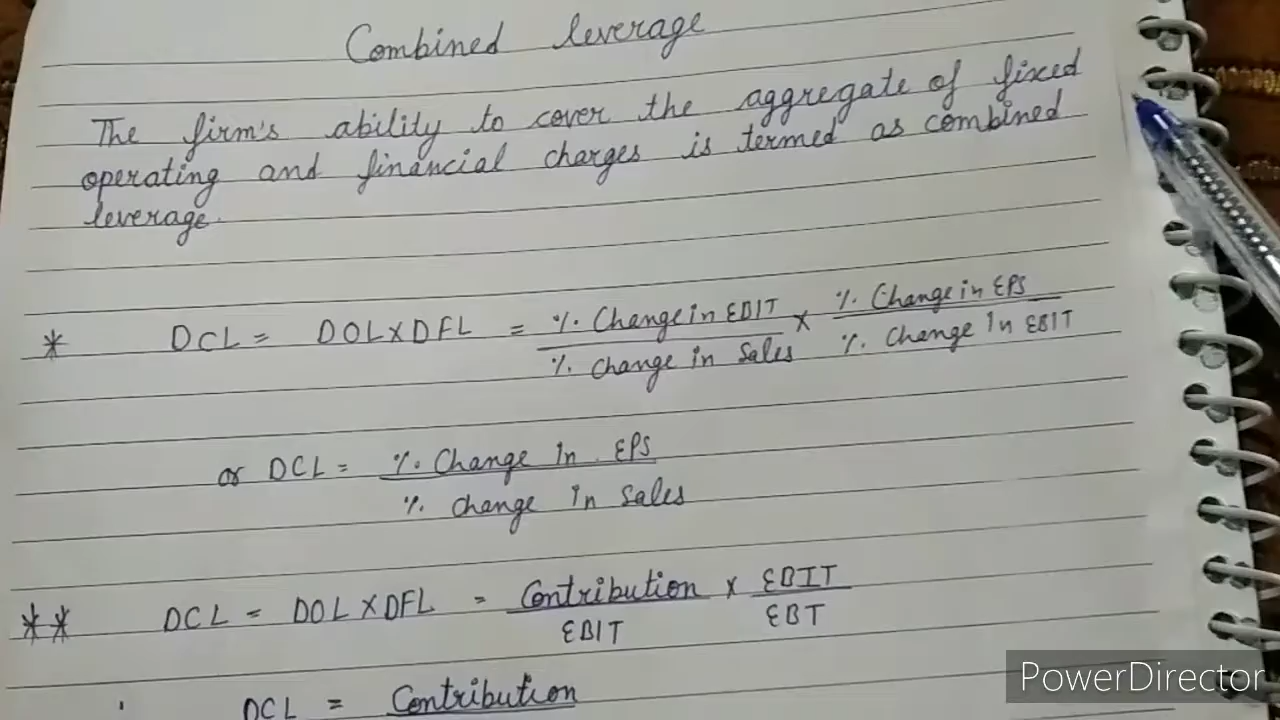 Combined leverage
The firm's ability to cover the aggregate of fixed
operating and financial charges is termed as combined
leverage.
* DCL = DOL X DFL = % Change in EBIT / % change in Sales X % Change in EPS / % Change In EBIT
or DCL = % Change In EPS / % change in sales
** DCL = DOL X DFL = Contribution / EBIT X EBIT / EBT
DCL = Contribution
PowerDirector